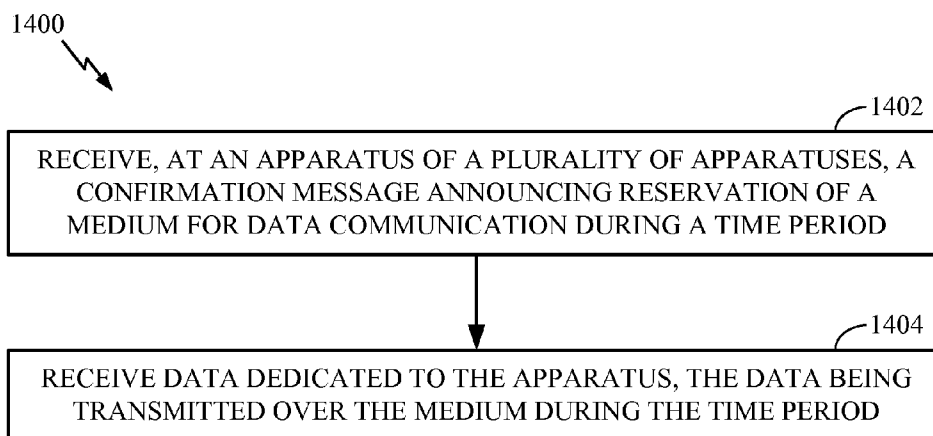 1400
1402
RECEIVE, AT AN APPARATUS OF A PLURALITY OF APPARATUSES, A
CONFIRMATION MESSAGE ANNOUNCING RESERVATION OF A
MEDIUM FOR DATA COMMUNICATION DURING A TIME PERIOD
1404
RECEIVE DATA DEDICATED TO THE APPARATUS, THE DATA BEING
TRANSMITTED OVER THE MEDIUM DURING THE TIME PERIOD